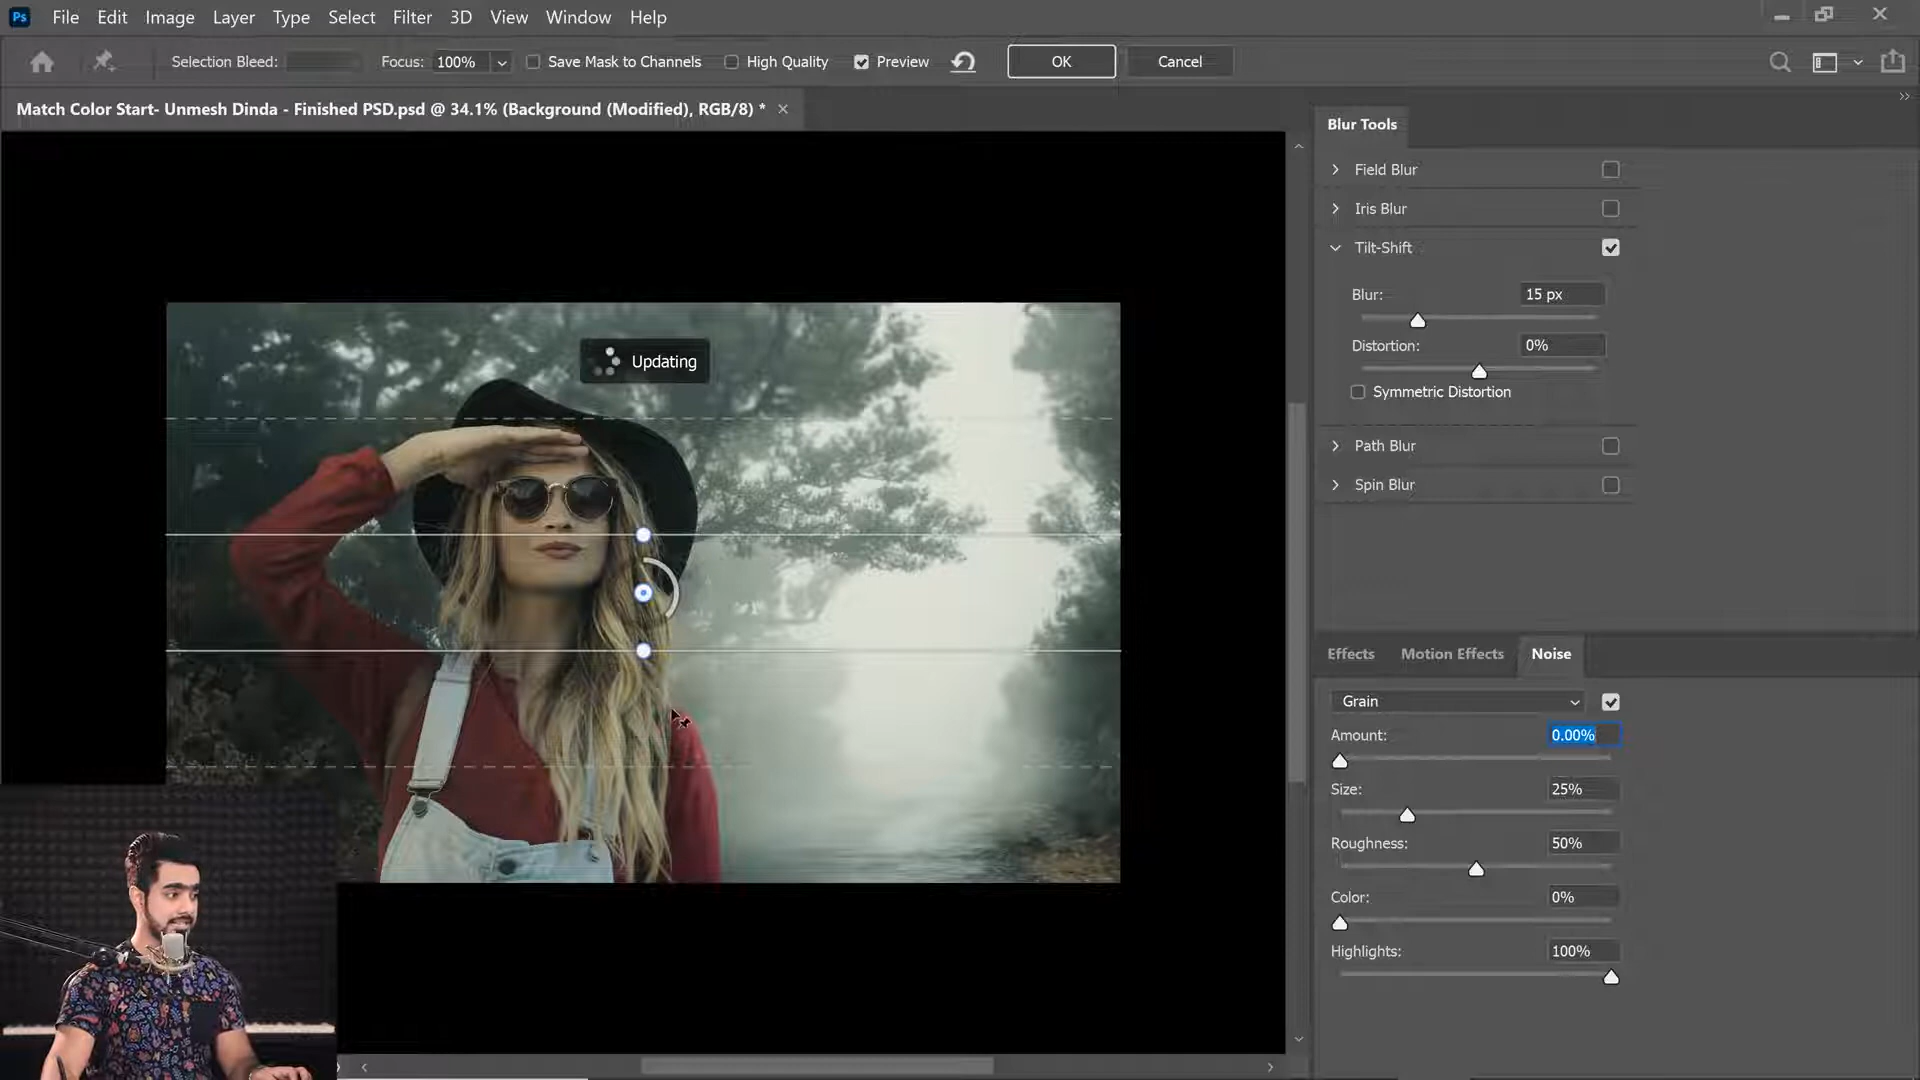 Ps File Edit Image Layer Type Select Filter 3D View Window Help
Selection Bleed: Focus: 100% Save Mask to Channels High Quality Preview OK Cancel
Match Color Start- Unmesh Dinda - Finished PSD.psd @ 34.1% (Background (Modified), RGB/8) *
Blur Tools
Field Blur
Iris Blur
Tilt-Shift
Blur: 15 px
Distortion: 0%
Symmetric Distortion
Path Blur
Spin Blur
Updating
Effects Motion Effects Noise
Grain
Amount: 0.00%
Size: 25%
Roughness: 50%
Color: 0%
Highlights: 100%